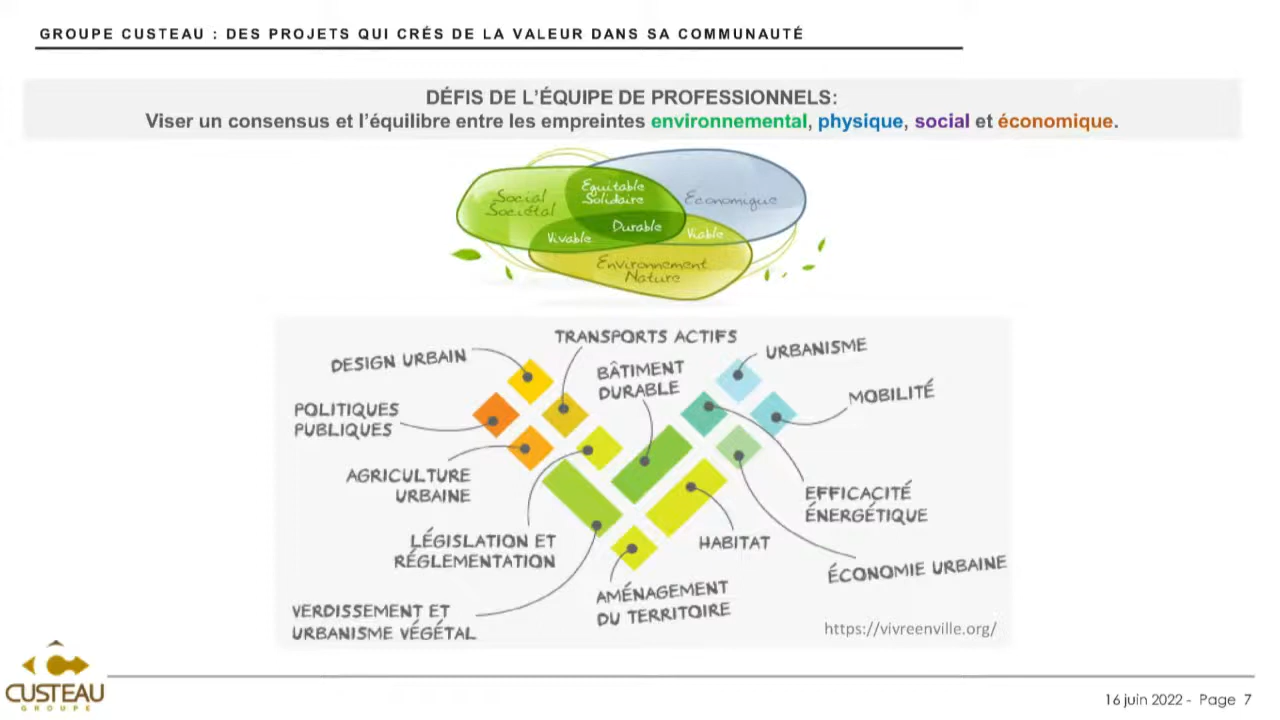 GROUPE CUSTEAU : DES PROJETS QUI CRÉS DE LA VALEUR DANS SA COMMUNAUTÉ
DÉFIS DE L'ÉQUIPE DE PROFESSIONNELS:
Viser un consensus et l'équilibre entre les empreintes environnemental, physique, social et économique.
Social
Sociétal
Equitable
Solidaire
Economique
Durable
Vivable
Viable
Environnement
Nature
TRANSPORTS ACTIFS
DESIGN URBAIN
BÂTIMENT
DURABLE
URBANISME
MOBILITÉ
POLITIQUES
PUBLIQUES
AGRICULTURE
URBAINE
EFFICACITÉ
ÉNERGÉTIQUE
LÉGISLATION ET
RÉGLEMENTATION
HABITAT
ÉCONOMIE URBAINE
AMÉNAGEMENT
DU TERRITOIRE
VERDISSEMENT ET
URBANISME VÉGÉTAL
https://vivreenville.org/
CUSTEAU
GROUPE
16 juin 2022 - Page 7